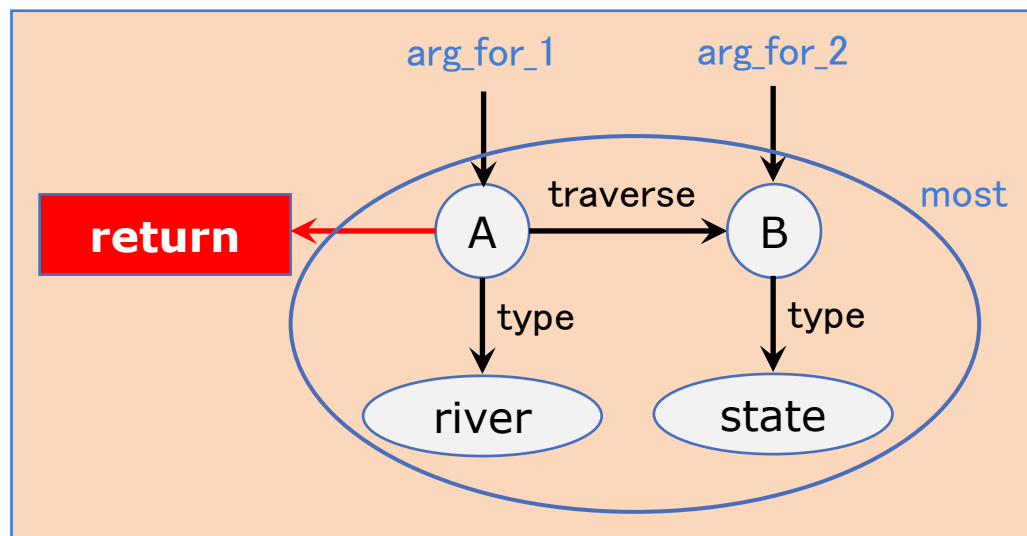 arg_for_1
arg_for_2
traverse
most
return
A
B
type
type
river
state